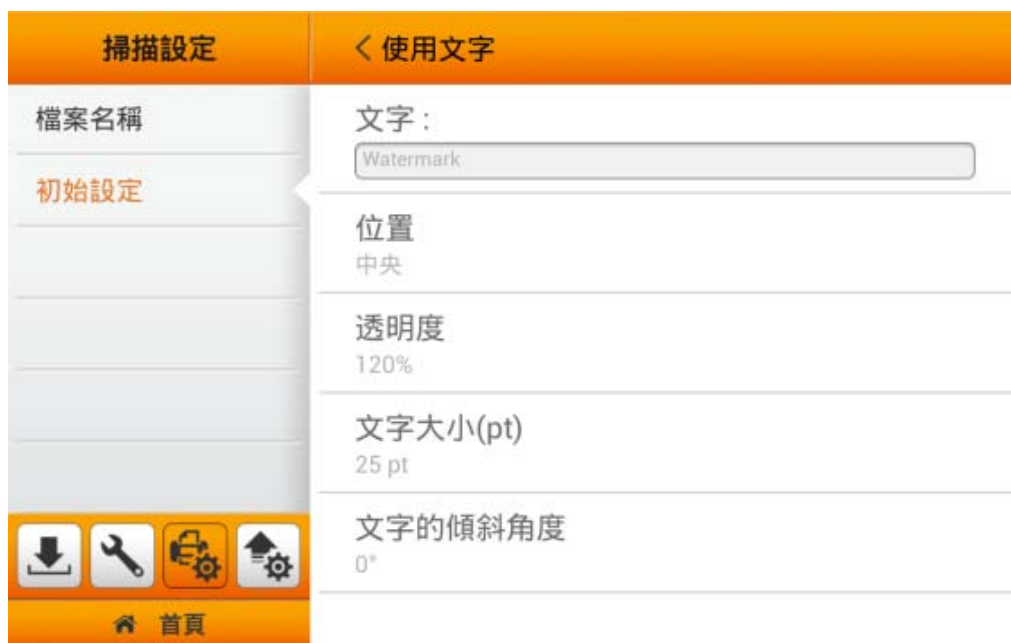 掃描設定
使用文字
檔案名稱
初始設定
首頁
文字 :
Watermark
位置
中央
透明度
120%
文字大小(pt)
25 pt
文字的傾斜角度
0°